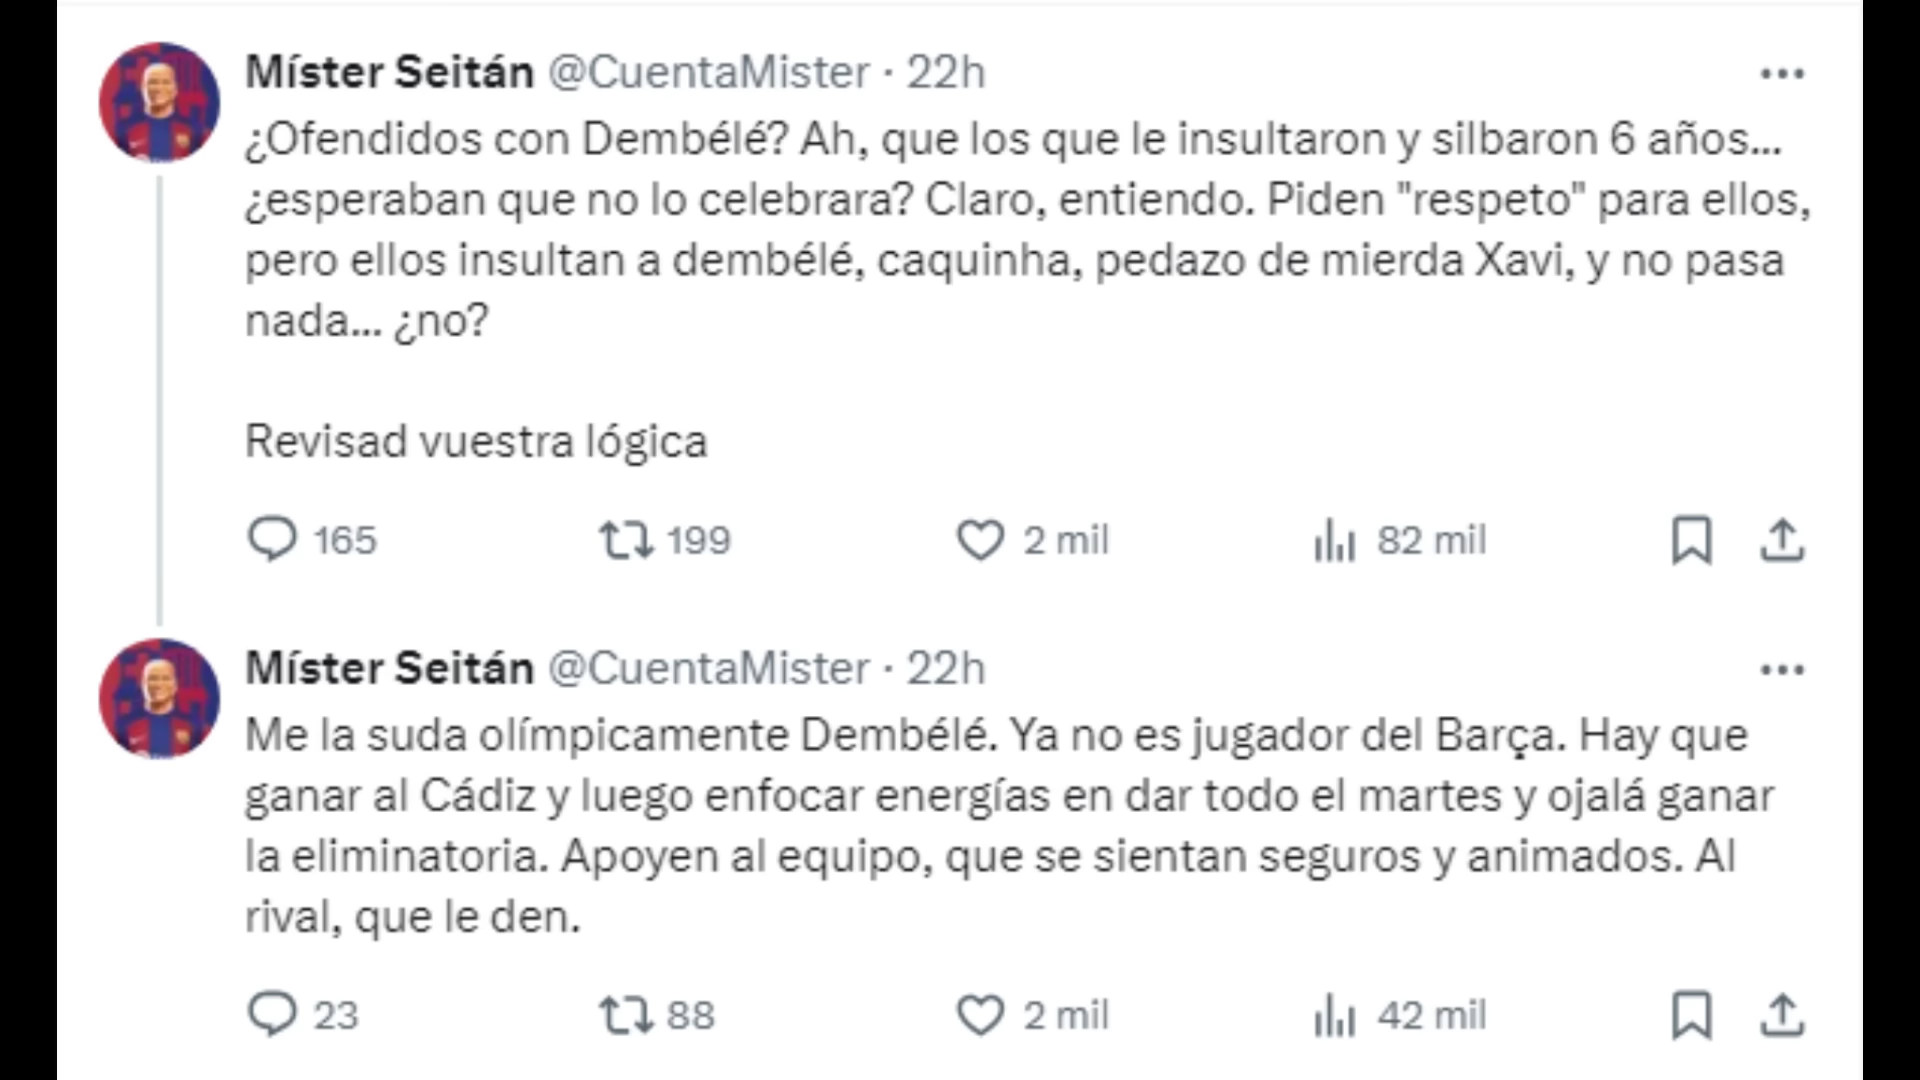 Míster Seitán @CuentaMister · 22h
¿Ofendidos con Dembélé? Ah, que los que le insultaron y silbaron 6 años...
¿esperaban que no lo celebrara? Claro, entiendo. Piden "respeto" para ellos,
pero ellos insultan a dembélé, caquinha, pedazo de mierda Xavi, y no pasa
nada... ¿no?
Revisad vuestra lógica
165 199 2 mil 82 mil
Míster Seitán @CuentaMister · 22h
Me la suda olímpicamente Dembélé. Ya no es jugador del Barça. Hay que
ganar al Cádiz y luego enfocar energías en dar todo el martes y ojalá ganar
la eliminatoria. Apoyen al equipo, que se sientan seguros y animados. Al
rival, que le den.
23 88 2 mil 42 mil